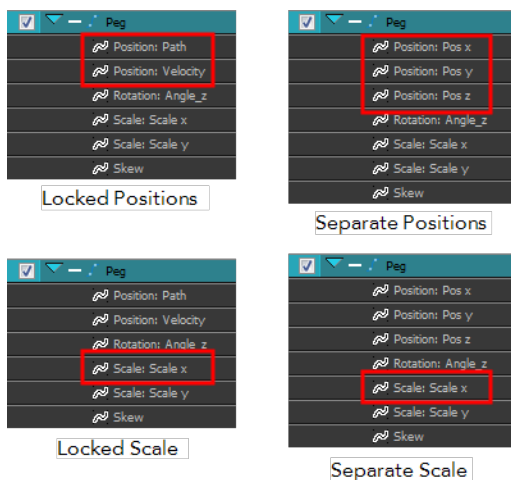 Peg
Position: Path
Position: Velocity
Rotation: Angle_z
Scale: Scale x
Scale: Scale y
Skew
Locked Positions
Peg
Position: Pos x
Position: Pos y
Position: Pos z
Rotation: Angle_z
Scale: Scale x
Scale: Scale y
Skew
Separate Positions
Peg
Position: Path
Position: Velocity
Rotation: Angle_z
Scale: Scale x
Scale: Scale y
Skew
Locked Scale
Peg
Position: Pos x
Position: Pos y
Position: Pos z
Rotation: Angle_z
Scale: Scale x
Scale: Scale y
Skew
Separate Scale